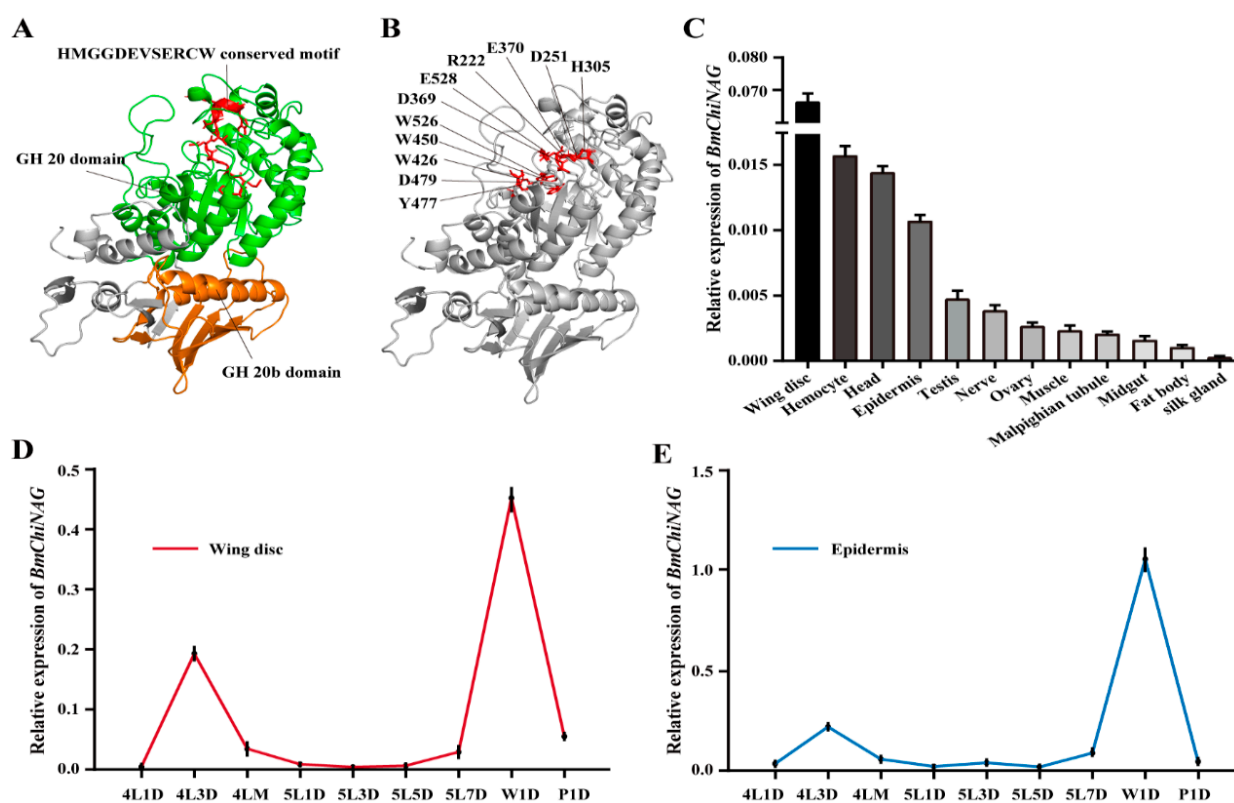 A
HMGGDEVSERCW conserved motif
GH 20 domain
GH 20b domain
B
E370
D251
R222
H305
E528
D369
W526
W450
W426
D479
Y477
C
Relative expression of BmChiNAG
0.070
0.015
0.010
0.005
0.000
Wing disc
Hemocyte
Head
Epidermis
Testis
Nerve
Ovary
Muscle
Malpighian tubule
Midgut
Fat body
silk gland
D
Relative expression of BmChiNAG
0.5
0.4
0.3
0.2
0.1
0.0
Wing disc
4L1D 4L3D 4LM 5L1D 5L3D 5L5D 5L7D W1D P1D
E
Relative expression of BmChiNAG
1.5
1.0
0.5
0.0
Epidermis
4L1D 4L3D 4LM 5L1D 5L3D 5L5D 5L7D W1D P1D